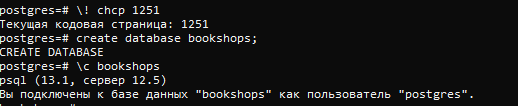 postgres=# \! chcp 1251
Текущая кодовая страница: 1251
postgres=# create database bookshops;
CREATE DATABASE
postgres=# \c bookshops
psql (13.1, сервер 12.5)
Вы подключены к базе данных "bookshops" как пользователь "postgres".